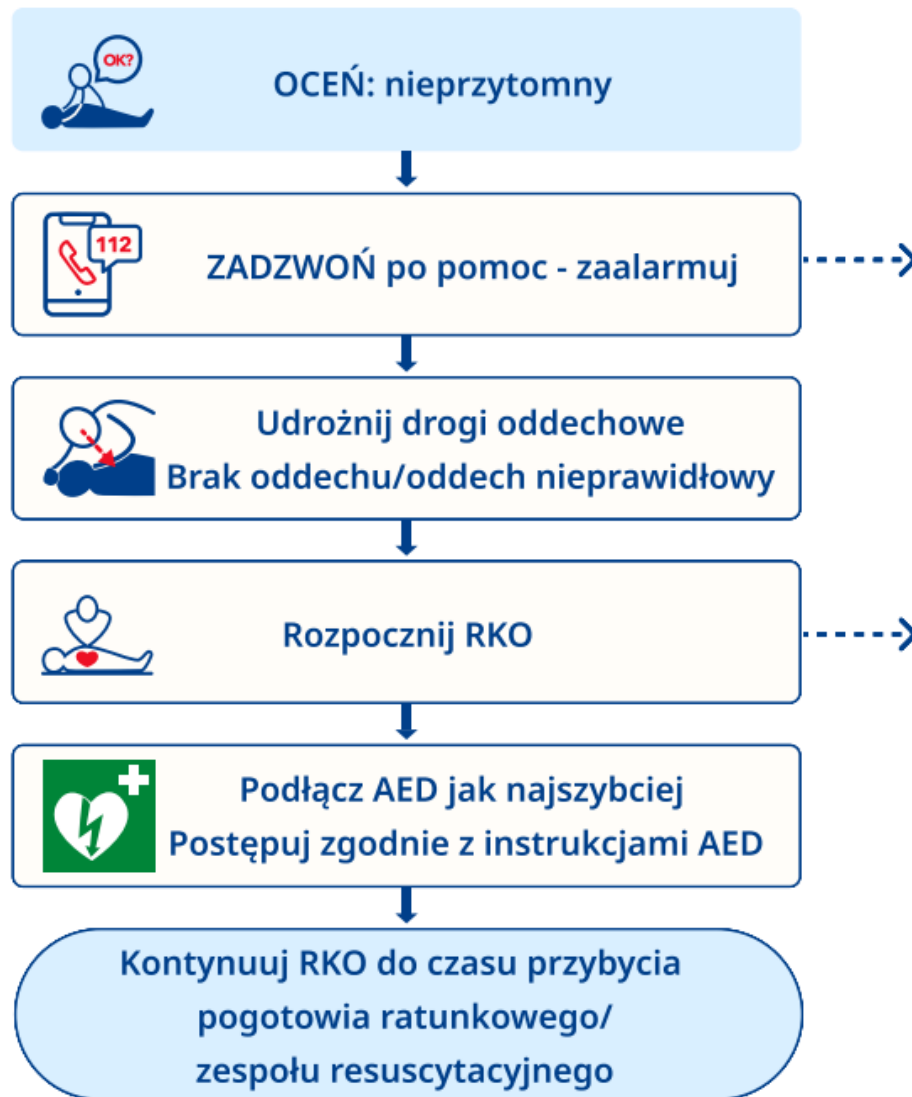 OK?
OCEŃ: nieprzytomny
112
ZADZWOŃ po pomoc - zaalarmuj
Udrożnij drogi oddechowe
Brak oddechu/oddech nieprawidłowy
Rozpocznij RKO
Podłącz AED jak najszybciej
Postępuj zgodnie z instrukcjami AED
Kontynuuj RKO do czasu przybycia
pogotowia ratunkowego/
zespołu resuscytacyjnego